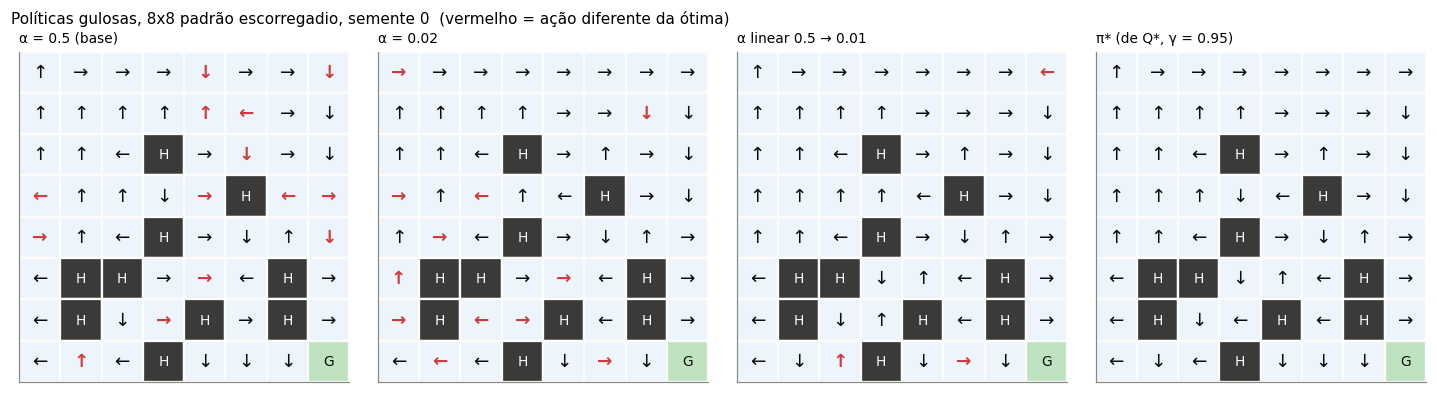 Políticas gulosas, 8x8 padrão escorregadio, semente 0  (vermelho = ação diferente da ótima)
α = 0.5 (base)
↑ → → → ↓ → → ↓
↑ ↑ ↑ ↑ ↑ ← → ↓
↑ ↑ ← H → ↓ → ↓
← ↑ ↑ ↓ → H ← →
→ ↑ ← H → ↓ ↑ ↓
← H H → → ← H →
← H ↓ → H → H →
← ↑ ← H ↓ ↓ ↓ G
α = 0.02
→ → → → → → → →
↑ ↑ ↑ ↑ → → ↓ ↓
↑ ↑ ← H → ↑ → ↓
→ ↑ ← ↑ ← H → ↓
↑ → ← H → ↓ ↑ →
↑ H H → → ← H →
→ H ← → H ← H →
← ← ← H ↓ → ↓ G
α linear 0.5 → 0.01
↑ → → → → → → ←
↑ ↑ ↑ ↑ → → → ↓
↑ ↑ ← H → ↑ → ↓
↑ ↑ ↑ ↑ ← H → ↓
↑ ↑ ← H → ↓ ↑ →
← H H ↓ ↑ ← H →
← H ↓ ↑ H ← H →
← ↓ ↑ H ↓ → ↓ G
π* (de Q*, γ = 0.95)
↑ → → → → → → →
↑ ↑ ↑ ↑ → → → ↓
↑ ↑ ← H → ↑ → ↓
↑ ↑ ↑ ↓ ← H → ↓
↑ ↑ ← H → ↓ ↑ →
← H H ↓ ↑ ← H →
← H ↓ ← H ← H →
← ↓ ← H ↓ ↓ ↓ G